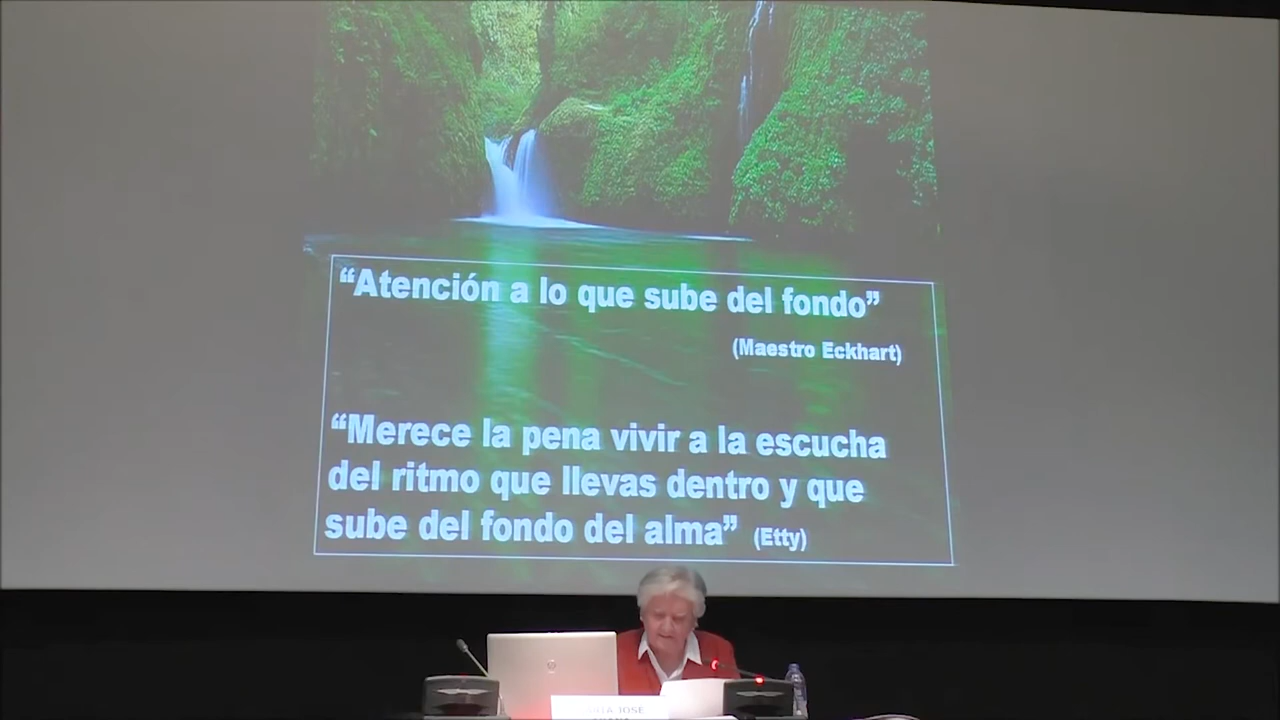 “Atención a lo que sube del fondo”
(Maestro Eckhart)
“Merece la pena vivir a la escucha
del ritmo que llevas dentro y que
sube del fondo del alma” (Etty)
JOSÉ